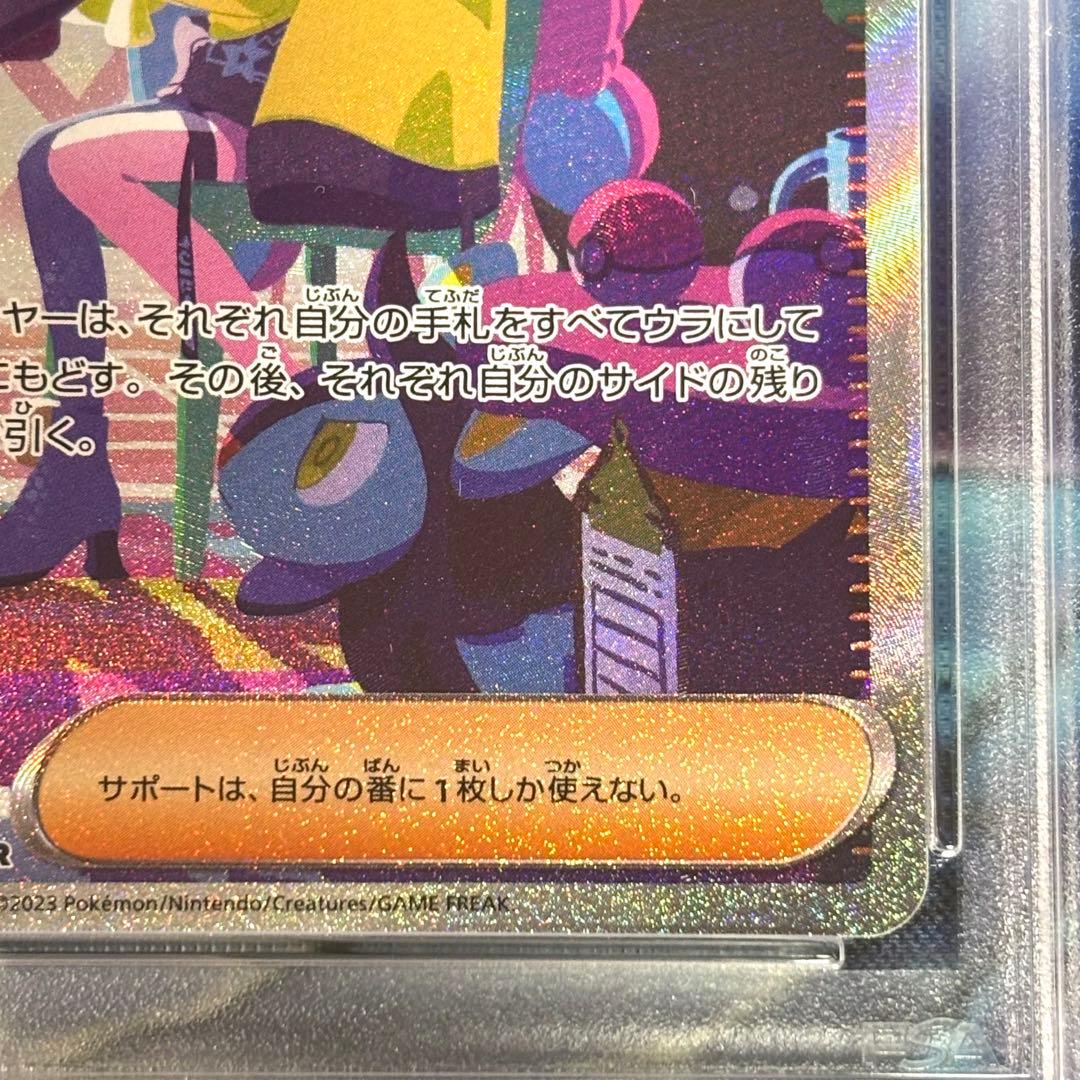 ヤーは、それぞれ自分の手札をすべてウラにして
にもどす。その後、それぞれ自分のサイドの残り
引く。
サポートは、自分の番に1枚しか使えない。
R
©2023 Pokémon/Nintendo/Creatures/GAME FREAK.